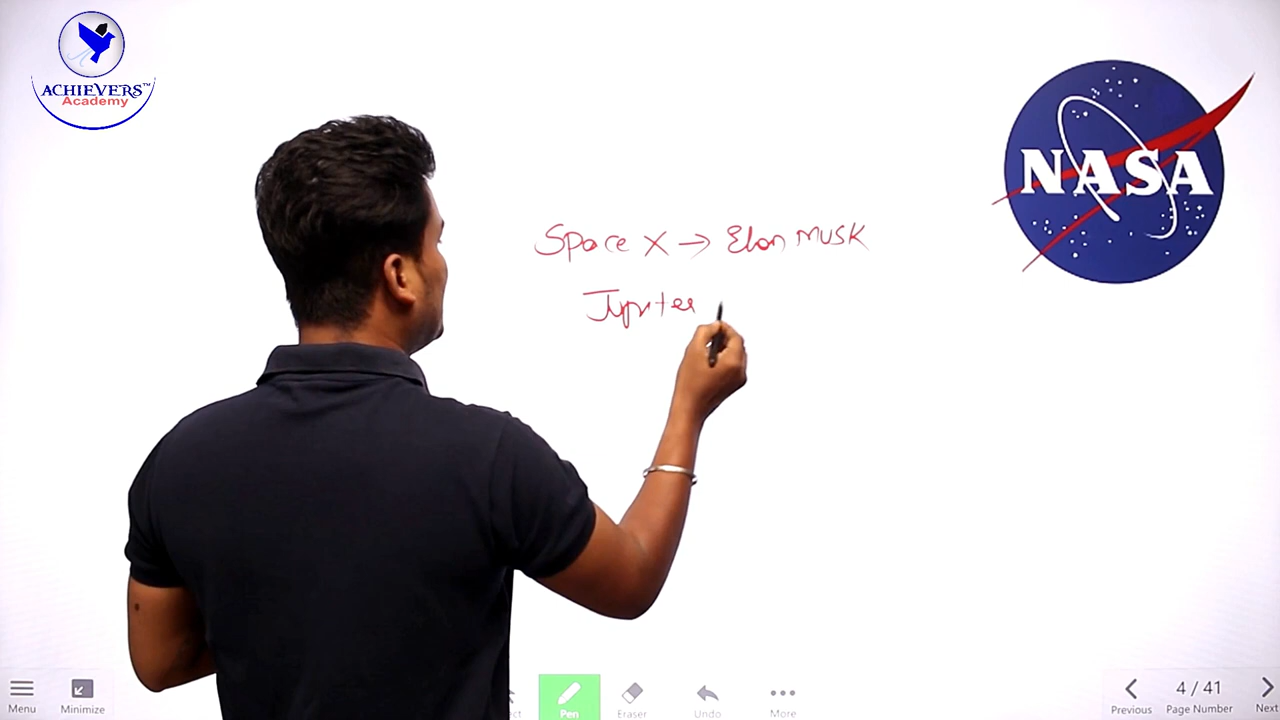 ACHIEVERS™
Academy
NASA
Space X → Elon Musk
Jupiter
Menu
Minimize
Pen
Eraser
Undo
More
Previous
4 / 41
Page Number
Next